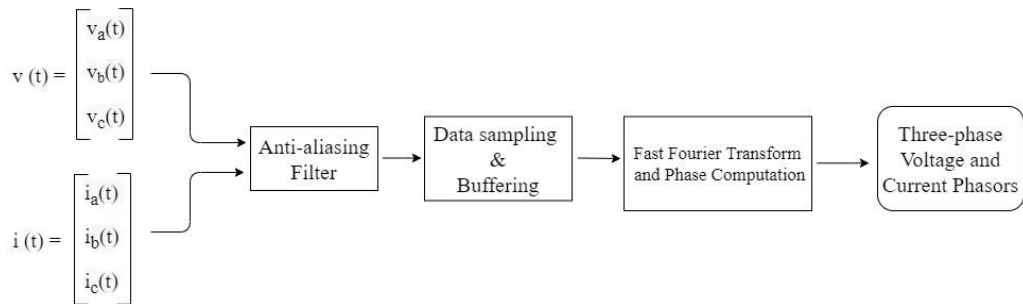 v (t) =
v_a(t)
v_b(t)
v_c(t)
i (t) =
i_a(t)
i_b(t)
i_c(t)
Anti-aliasing
Filter
Data sampling
&
Buffering
Fast Fourier Transform
and Phase Computation
Three-phase
Voltage and
Current Phasors